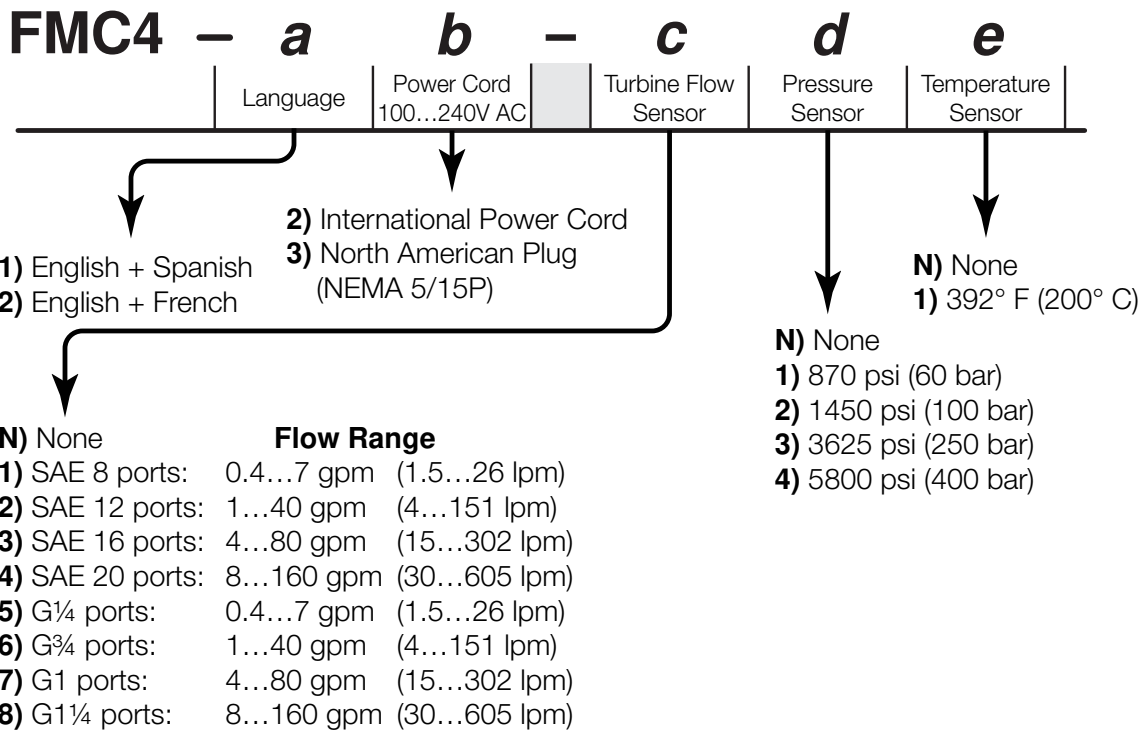 FMC4 – a b – c d e
Language
Power Cord
100…240V AC
Turbine Flow
Sensor
Pressure
Sensor
Temperature
Sensor
1) English + Spanish
2) English + French
2) International Power Cord
3) North American Plug
(NEMA 5/15P)
N) None
Flow Range
1) SAE 8 ports: 0.4…7 gpm (1.5…26 lpm)
2) SAE 12 ports: 1…40 gpm (4…151 lpm)
3) SAE 16 ports: 4…80 gpm (15…302 lpm)
4) SAE 20 ports: 8…160 gpm (30…605 lpm)
5) G¼ ports: 0.4…7 gpm (1.5…26 lpm)
6) G¾ ports: 1…40 gpm (4…151 lpm)
7) G1 ports: 4…80 gpm (15…302 lpm)
8) G1¼ ports: 8…160 gpm (30…605 lpm)
N) None
1) 870 psi (60 bar)
2) 1450 psi (100 bar)
3) 3625 psi (250 bar)
4) 5800 psi (400 bar)
N) None
1) 392° F (200° C)